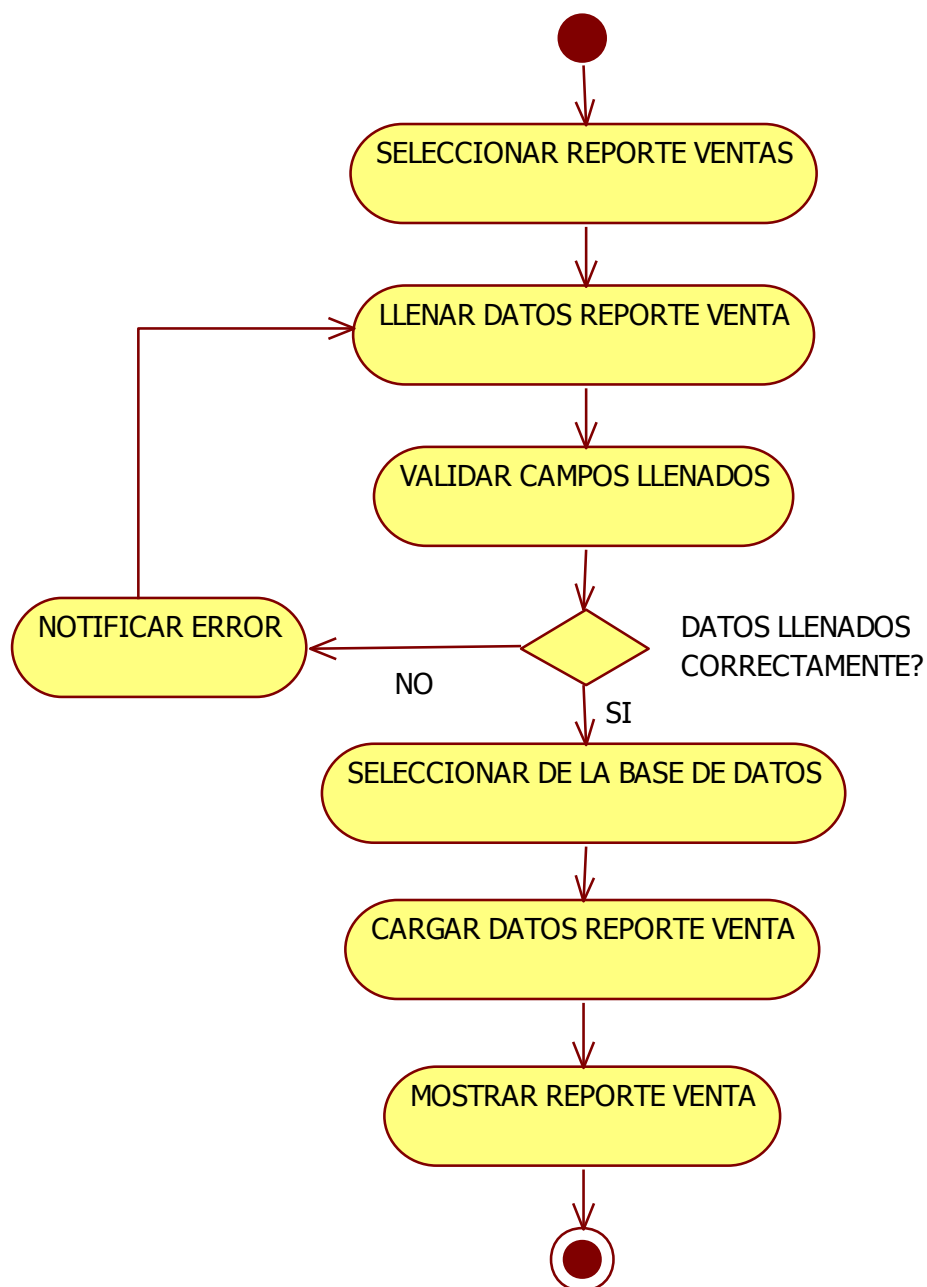 SELECCIONAR REPORTE VENTAS
LLENAR DATOS REPORTE VENTA
VALIDAR CAMPOS LLENADOS
NOTIFICAR ERROR
DATOS LLENADOS
CORRECTAMENTE?
NO
SI
SELECCIONAR DE LA BASE DE DATOS
CARGAR DATOS REPORTE VENTA
MOSTRAR REPORTE VENTA